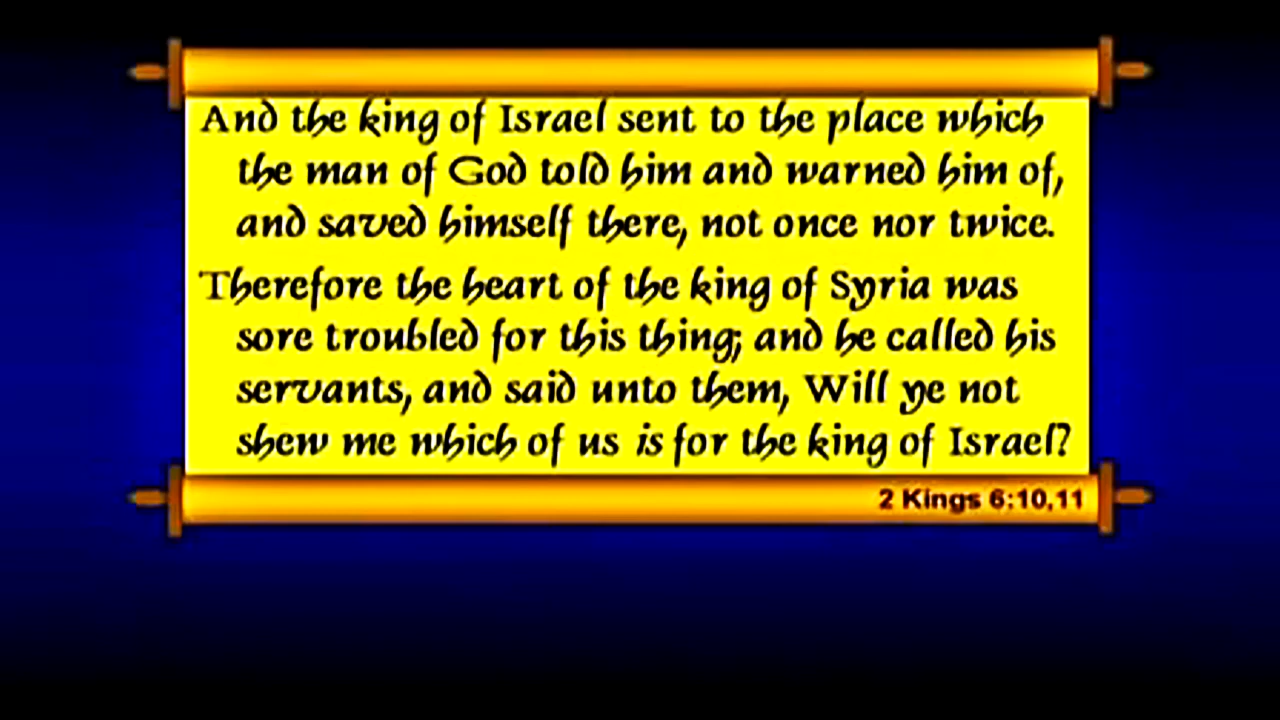 And the king of Israel sent to the place which
the man of God told him and warned him of,
and saved himself there, not once nor twice.
Therefore the heart of the king of Syria was
sore troubled for this thing; and he called his
servants, and said unto them, Will ye not
shew me which of us is for the king of Israel?
2 Kings 6:10,11